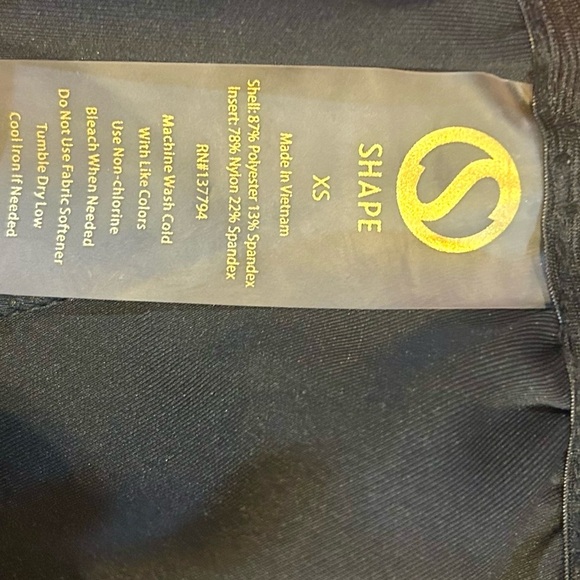 SHAPE
XS
Made In Vietnam
Shell: 87% Polyester 13% Spandex
Insert: 78% Nylon 22% Spandex
RN#137794
Machine Wash Cold
With Like Colors
Use Non-chlorine
Bleach When Needed
Do Not Use Fabric Softener
Tumble Dry Low
Cool Iron If Needed